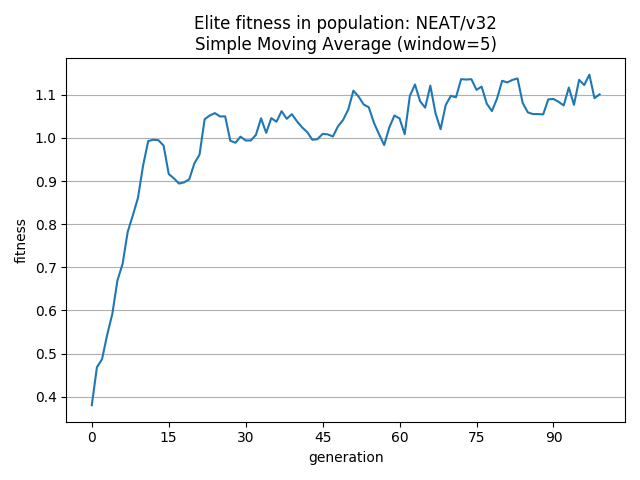 Elite fitness in population: NEAT/v32
Simple Moving Average (window=5)
1.1
1.0
0.9
0.8
0.7
0.6
0.5
0.4
fitness
0 15 30 45 60 75 90
generation